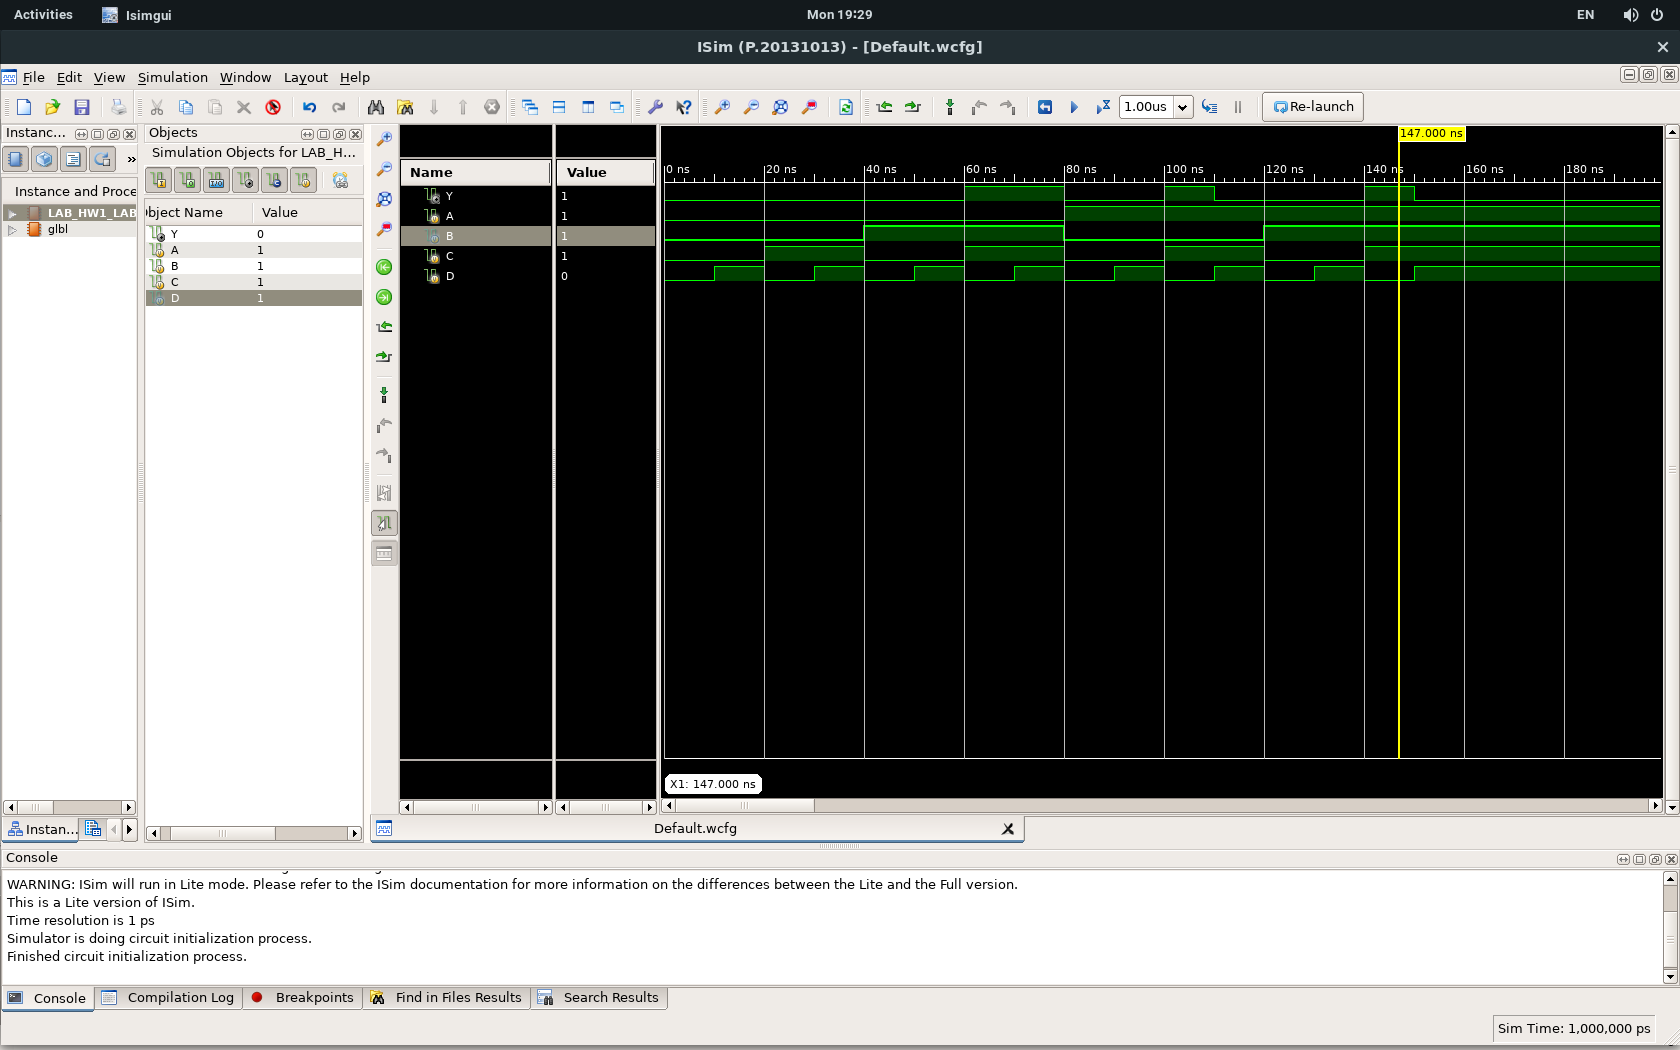 Activities Isimgui Mon 19:29 EN
ISim (P.20131013) - [Default.wcfg]
File Edit View Simulation Window Layout Help
1.00us Re-launch
Instanc...
Instance and Proce
LAB_HW1_LAB
glbl
Instan...
Objects
Simulation Objects for LAB_H...
bject Name Value
Y 0
A 1
B 1
C 1
D 1
Name Value
Y 1
A 1
B 1
C 1
D 0
147.000 ns
0 ns 20 ns 40 ns 60 ns 80 ns 100 ns 120 ns 140 ns 160 ns 180 ns
X1: 147.000 ns
Default.wcfg
Console
WARNING: ISim will run in Lite mode. Please refer to the ISim documentation for more information on the differences between the Lite and the Full version.
This is a Lite version of ISim.
Time resolution is 1 ps
Simulator is doing circuit initialization process.
Finished circuit initialization process.
Console Compilation Log Breakpoints Find in Files Results Search Results
Sim Time: 1,000,000 ps